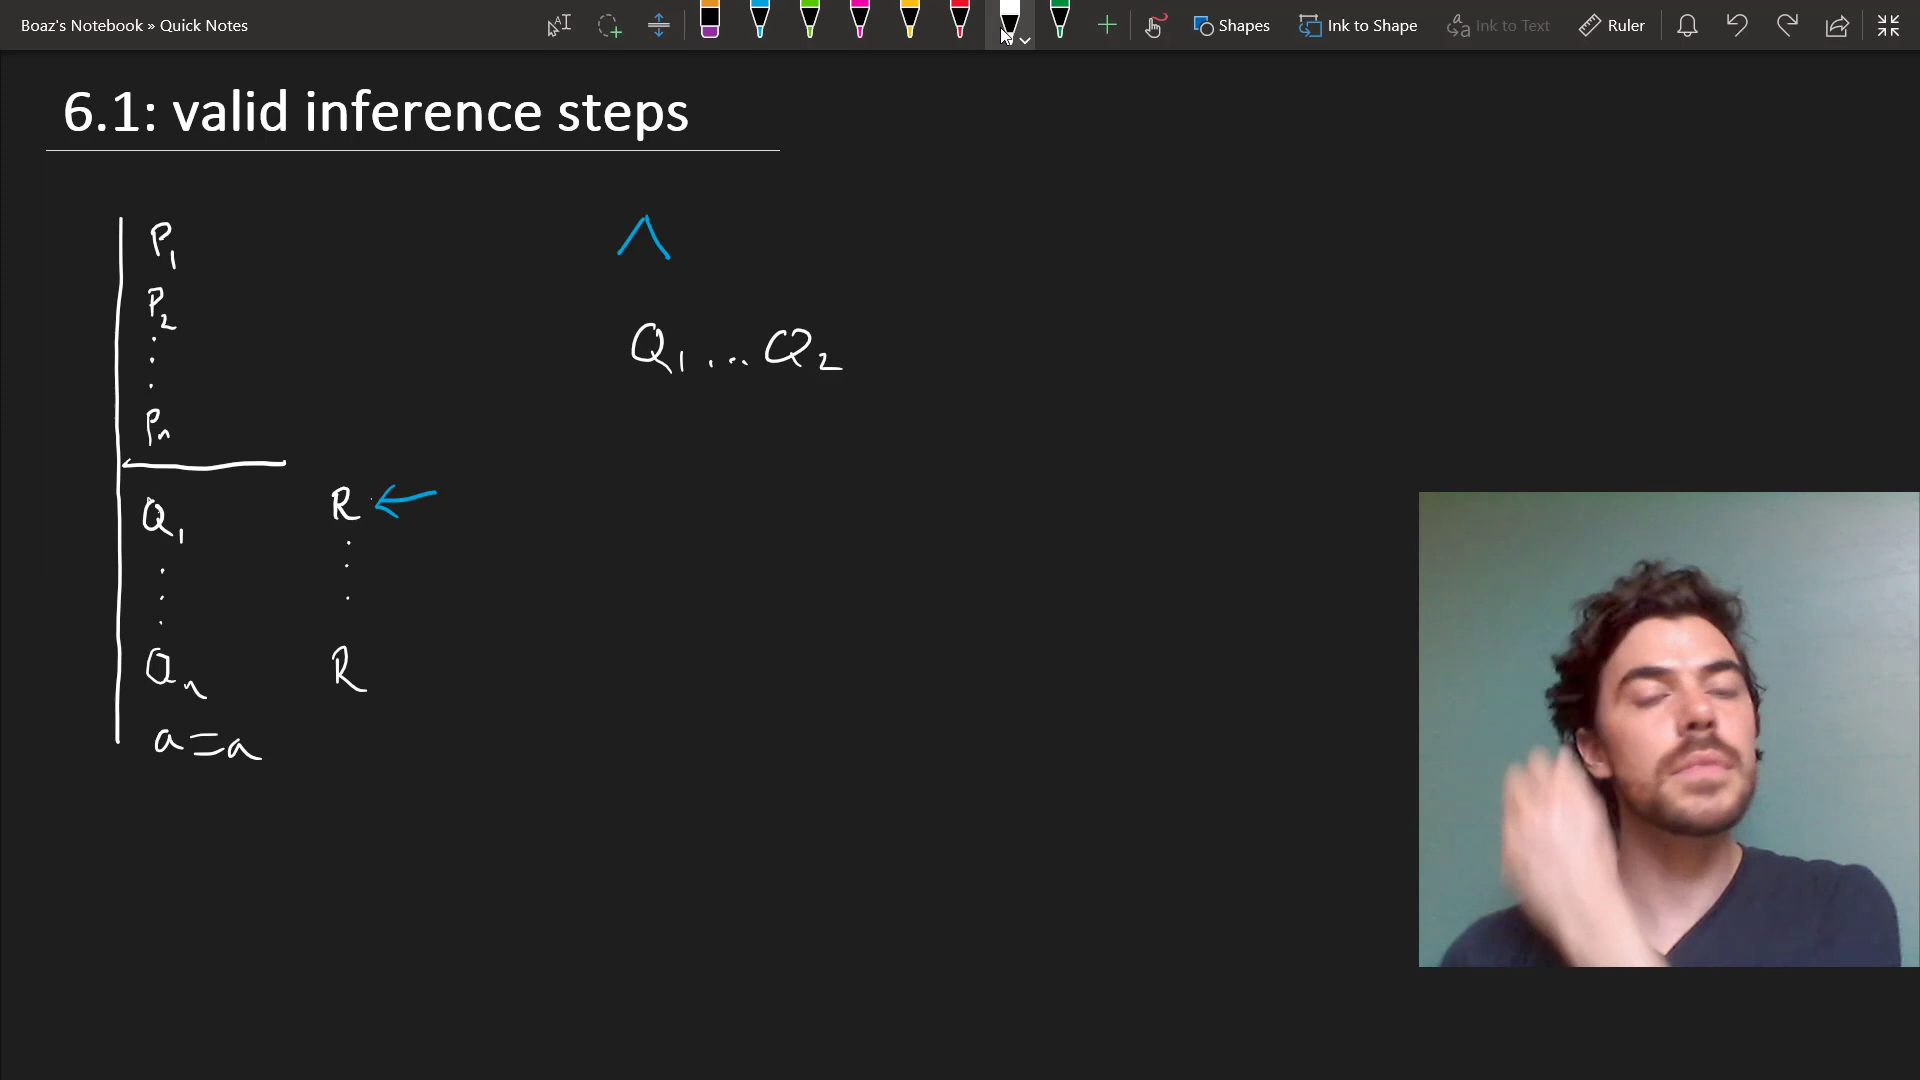 Boaz's Notebook » Quick Notes
Shapes Ink to Shape Ink to Text Ruler
6.1: valid inference steps
P1
P2
⋮
Pn
Q1 R ←
⋮ ⋮
Qn R
a=a
∧
Q1 ... Q2